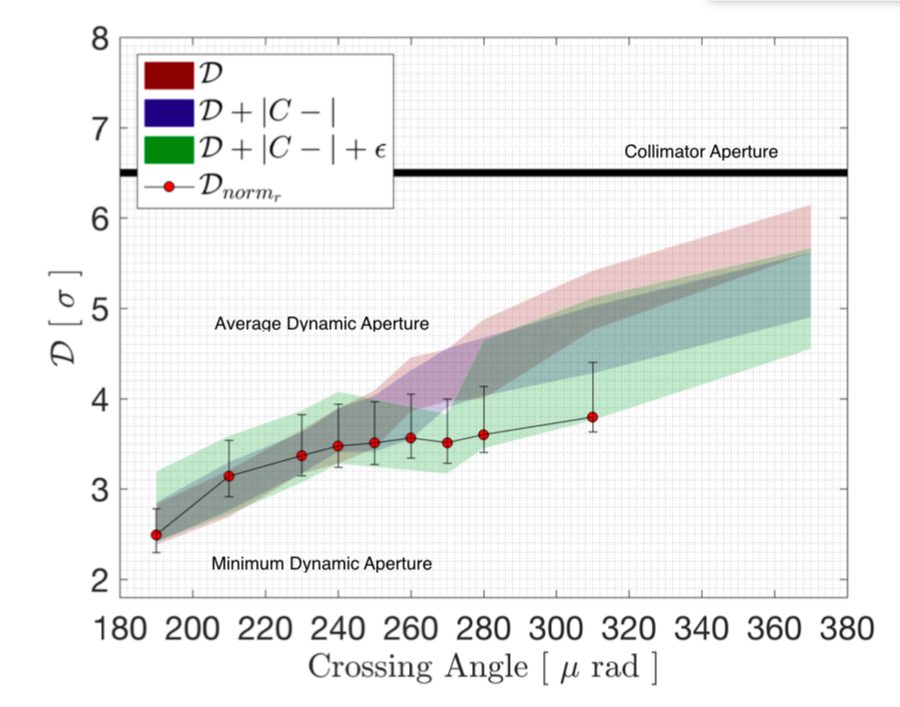 8
𝒟
𝒟 + |C − |
7
𝒟 + |C − | + ϵ
Collimator Aperture
𝒟normᵣ
6
𝒟 [ σ ]
5
Average Dynamic Aperture
4
3
Minimum Dynamic Aperture
2
180 200 220 240 260 280 300 320 340 360 380
Crossing Angle [ μ rad ]